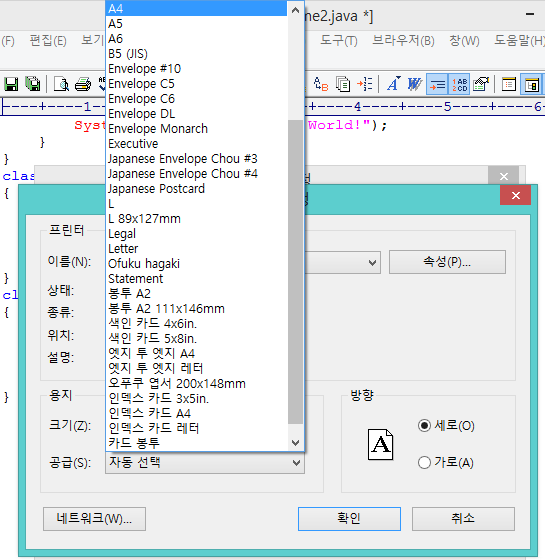 A4
ne2.java *]
(F) 편집(E) 보기 도구(T) 브라우저(B) 창(W) 도움말(H)
A5
A6
B5 (JIS)
Envelope #10
Envelope C5
Envelope C6
Envelope DL
Envelope Monarch
Executive
Japanese Envelope Chou #3
Japanese Envelope Chou #4
Japanese Postcard
L
L 89x127mm
Legal
Letter
Ofuku hagaki
Statement
봉투 A2
봉투 A2 111x146mm
색인 카드 4x6in.
색인 카드 5x8in.
엣지 투 엣지 A4
엣지 투 엣지 레터
오푸쿠 엽서 200x148mm
인덱스 카드 3x5in.
인덱스 카드 A4
인덱스 카드 레터
카드 봉투
----+----1- -----+----4----+----5----+----6-
Syst World!");
}
}
clas
{
}
cl
{
}
프린터
이름(N):
속성(P)...
상태:
종류:
위치:
설명:
용지
크기(Z):
공급(S): 자동 선택
방향
A
세로(O)
가로(A)
네트워크(W)...
확인
취소